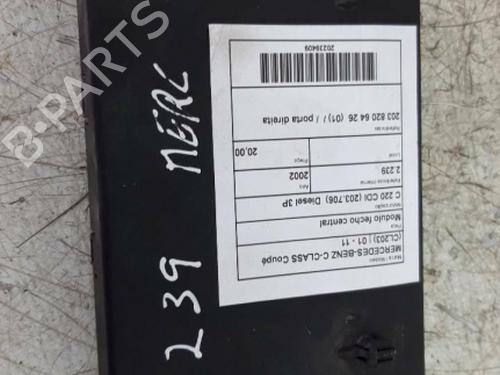 Marca / Modelo
MERCEDES-BENZ C-CLASS Coupé
(CL203) | 01 - 11
Peça
Modulo fecho central
Motorização
C 220 CDI (203.706) Diesel 3P
Referência interna
2.239
Ano
2002
Local
Preço
20,00
Referências
203 820 64 26 (01) / / porta direita
20239409
239 MERC
B-PARTS